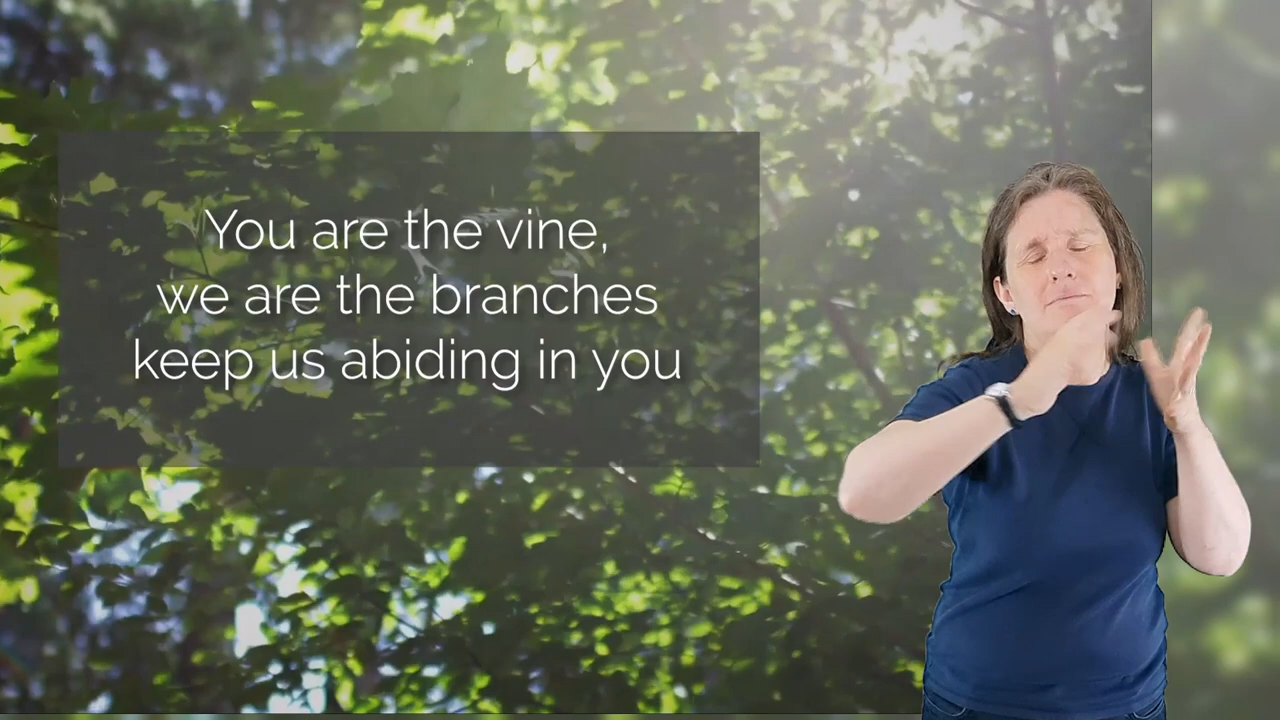 You are the vine,
we are the branches
keep us abiding in you